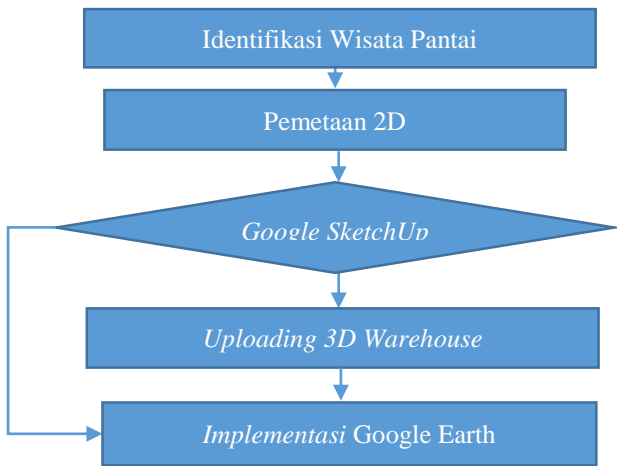 Identifikasi Wisata Pantai
Pemetaan 2D
Google SketchUp
Uploading 3D Warehouse
Implementasi Google Earth